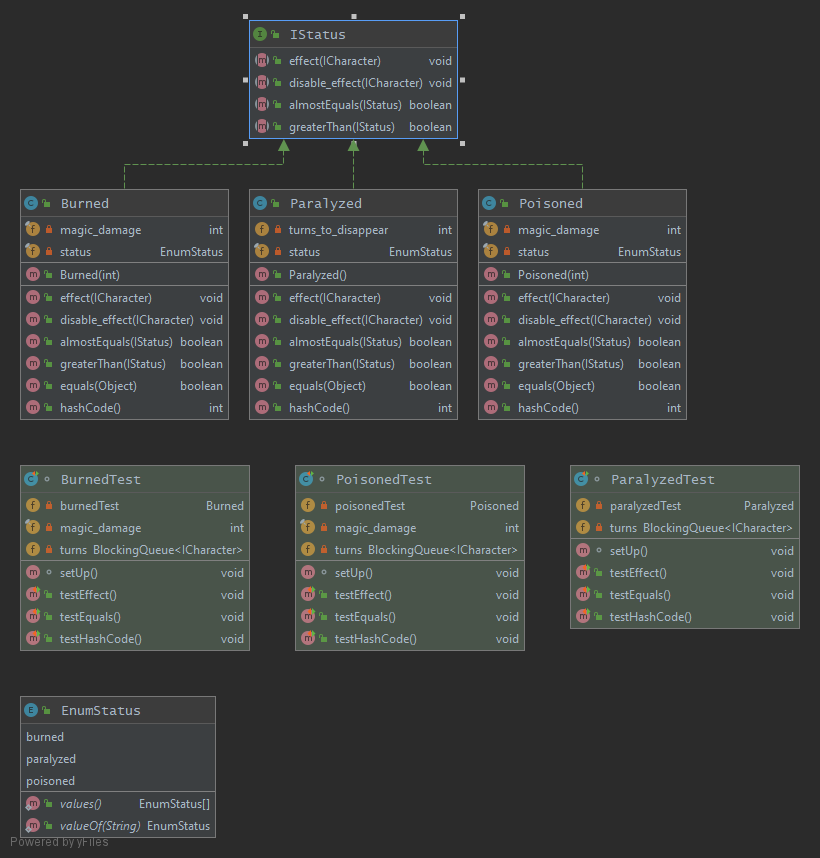 IStatus
effect(ICharacter) void
disable_effect(ICharacter) void
almostEquals(IStatus) boolean
greaterThan(IStatus) boolean
Burned
magic_damage int
status EnumStatus
Burned(int)
effect(ICharacter) void
disable_effect(ICharacter) void
almostEquals(IStatus) boolean
greaterThan(IStatus) boolean
equals(Object) boolean
hashCode() int
Paralyzed
turns_to_disappear int
status EnumStatus
Paralyzed()
effect(ICharacter) void
disable_effect(ICharacter) void
almostEquals(IStatus) boolean
greaterThan(IStatus) boolean
equals(Object) boolean
hashCode() int
Poisoned
magic_damage int
status EnumStatus
Poisoned(int)
effect(ICharacter) void
disable_effect(ICharacter) void
almostEquals(IStatus) boolean
greaterThan(IStatus) boolean
equals(Object) boolean
hashCode() int
BurnedTest
burnedTest Burned
magic_damage int
turns BlockingQueue<ICharacter>
setUp() void
testEffect() void
testEquals() void
testHashCode() void
PoisonedTest
poisonedTest Poisoned
magic_damage int
turns BlockingQueue<ICharacter>
setUp() void
testEffect() void
testEquals() void
testHashCode() void
ParalyzedTest
paralyzedTest Paralyzed
turns BlockingQueue<ICharacter>
setUp() void
testEffect() void
testEquals() void
testHashCode() void
EnumStatus
burned
paralyzed
poisoned
values() EnumStatus[]
valueOf(String) EnumStatus
Powered by yFiles